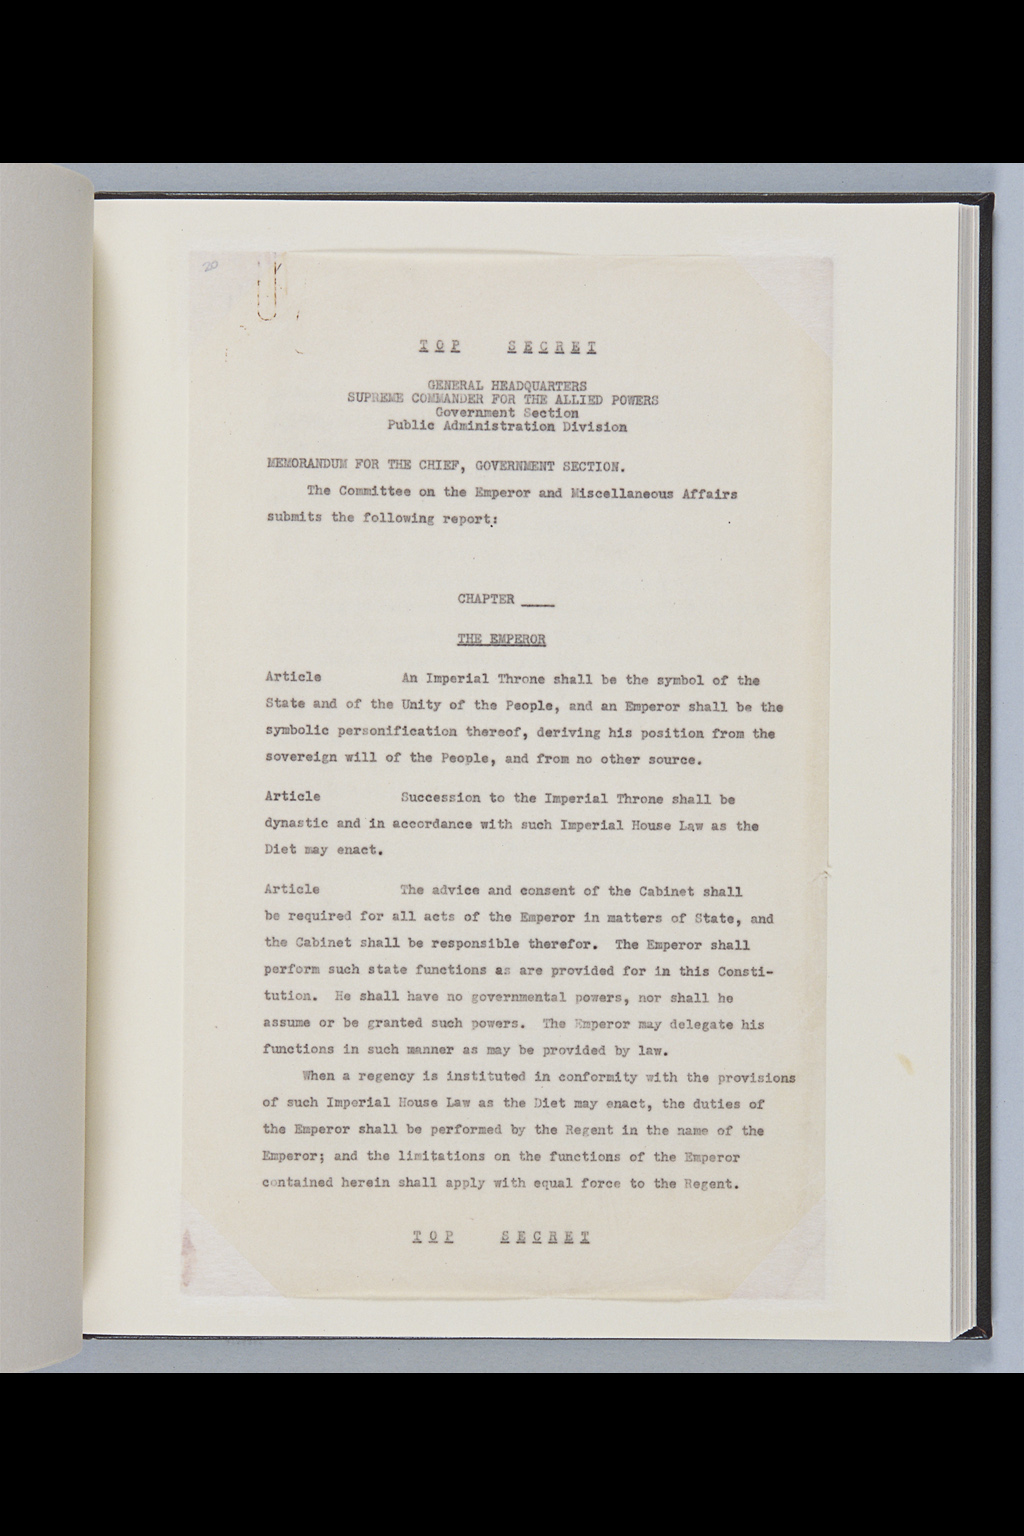 20
TOP SECRET
GENERAL HEADQUARTERS
SUPREME COMMANDER FOR THE ALLIED POWERS
Government Section
Public Administration Division
MEMORANDUM FOR THE CHIEF, GOVERNMENT SECTION.
The Committee on the Emperor and Miscellaneous Affairs
submits the following report:
CHAPTER ____
THE EMPEROR
Article An Imperial Throne shall be the symbol of the
State and of the Unity of the People, and an Emperor shall be the
symbolic personification thereof, deriving his position from the
sovereign will of the People, and from no other source.
Article Succession to the Imperial Throne shall be
dynastic and in accordance with such Imperial House Law as the
Diet may enact.
Article The advice and consent of the Cabinet shall
be required for all acts of the Emperor in matters of State, and
the Cabinet shall be responsible therefor. The Emperor shall
perform such state functions as are provided for in this Consti-
tution. He shall have no governmental powers, nor shall he
assume or be granted such powers. The Emperor may delegate his
functions in such manner as may be provided by law.
When a regency is instituted in conformity with the provisions
of such Imperial House Law as the Diet may enact, the duties of
the Emperor shall be performed by the Regent in the name of the
Emperor; and the limitations on the functions of the Emperor
contained herein shall apply with equal force to the Regent.
TOP SECRET